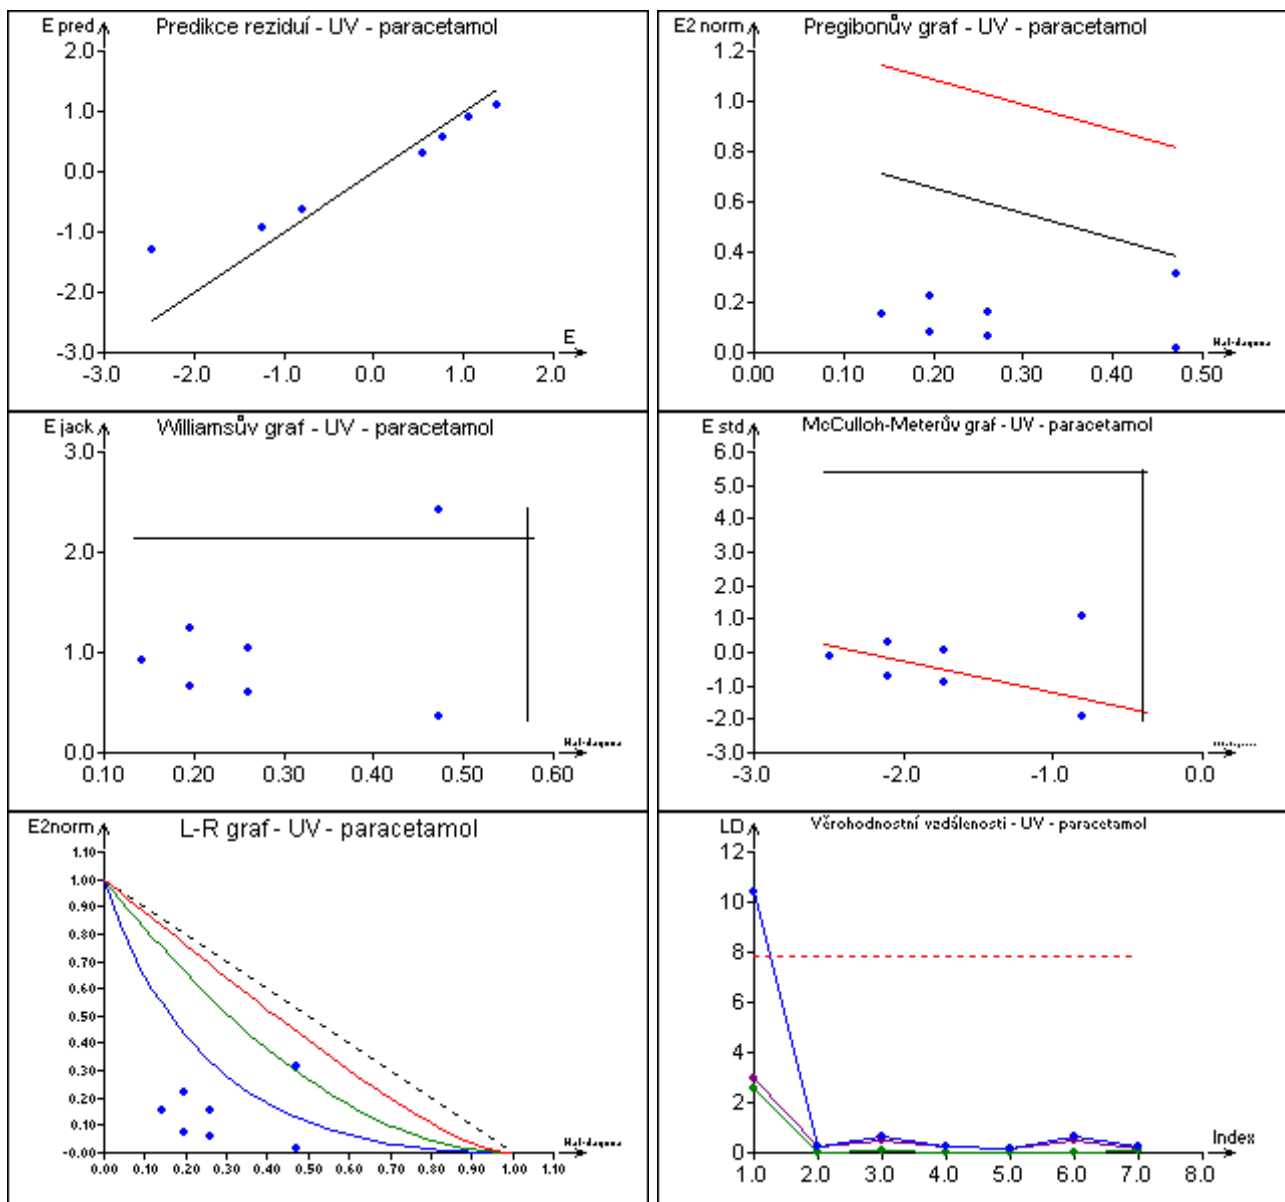 E pred
Predikce reziduí - UV - paracetamol
2.0
1.0
0.0
-1.0
-2.0
-3.0
E
-3.0 -2.0 -1.0 0.0 1.0 2.0
E2 norm
Pregibonův graf - UV - paracetamol
1.2
1.0
0.8
0.6
0.4
0.2
0.0
0.00 0.10 0.20 0.30 0.40 0.50
E jack
Williamsův graf - UV - paracetamol
3.0
2.0
1.0
0.0
0.10 0.20 0.30 0.40 0.50 0.60
E std
McCulloh-Meterův graf - UV - paracetamol
6.0
5.0
4.0
3.0
2.0
1.0
0.0
-1.0
-2.0
-3.0
-3.0 -2.0 -1.0 0.0
E2norm
L-R graf - UV - paracetamol
1.10
1.00
0.90
0.80
0.70
0.60
0.50
0.40
0.30
0.20
0.10
-0.00
0.00 0.10 0.20 0.30 0.40 0.50 0.60 0.70 0.80 0.90 1.00 1.10
LD
Věrohodnostní vzdálenosti - UV - paracetamol
12
10
8
6
4
2
0
Index
1.0 2.0 3.0 4.0 5.0 6.0 7.0 8.0